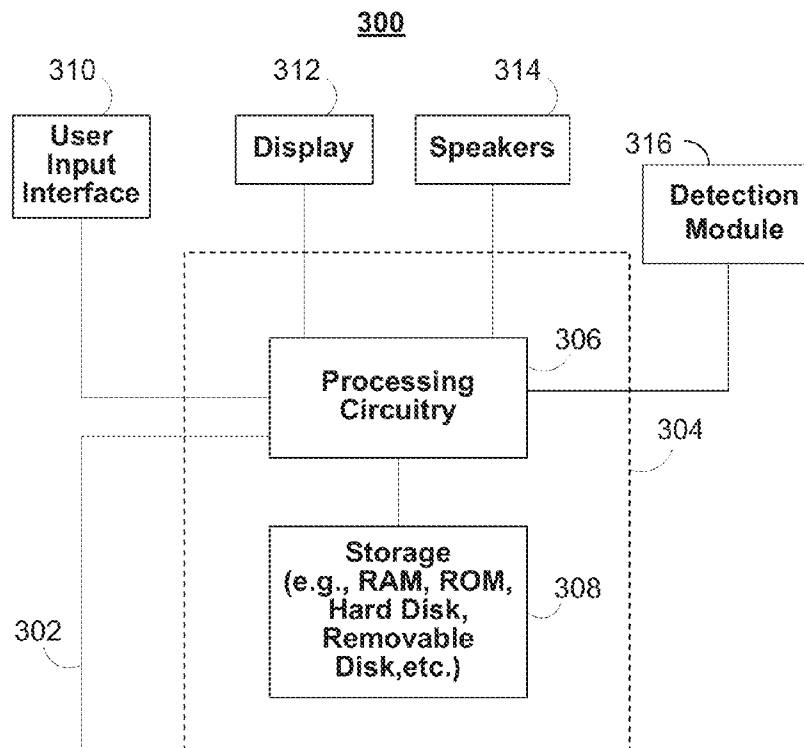 300
310
312
314
316
User
Input
Interface
Display
Speakers
Detection
Module
306
Processing
Circuitry
304
Storage
(e.g., RAM, ROM,
Hard Disk,
Removable
Disk,etc.)
308
302